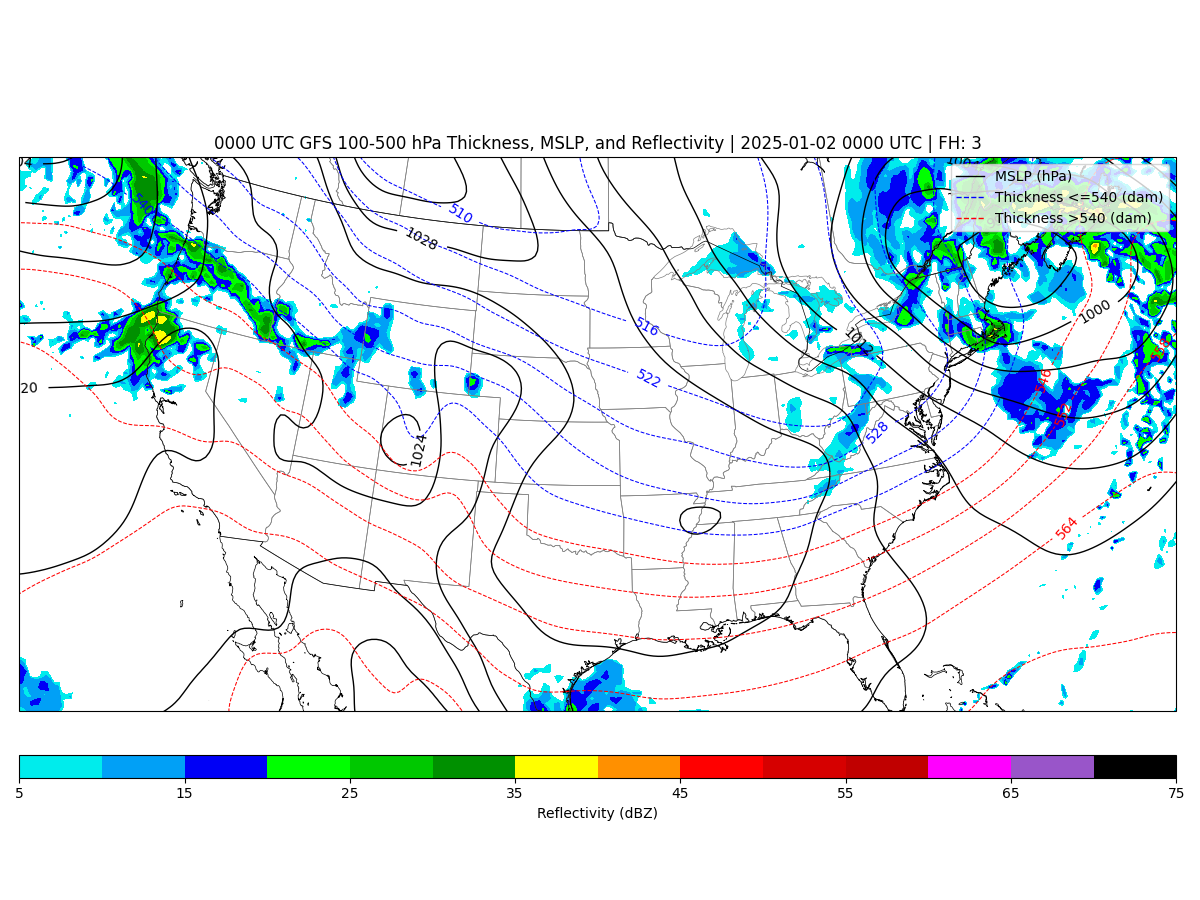 0000 UTC GFS 100-500 hPa Thickness, MSLP, and Reflectivity | 2025-01-02 0000 UTC | FH: 3
MSLP (hPa)
Thickness <=540 (dam)
Thickness >540 (dam)
510
1028
1000
516
1012
522
546
20
528
1024
564
5 15 25 35 45 55 65 75
Reflectivity (dBZ)